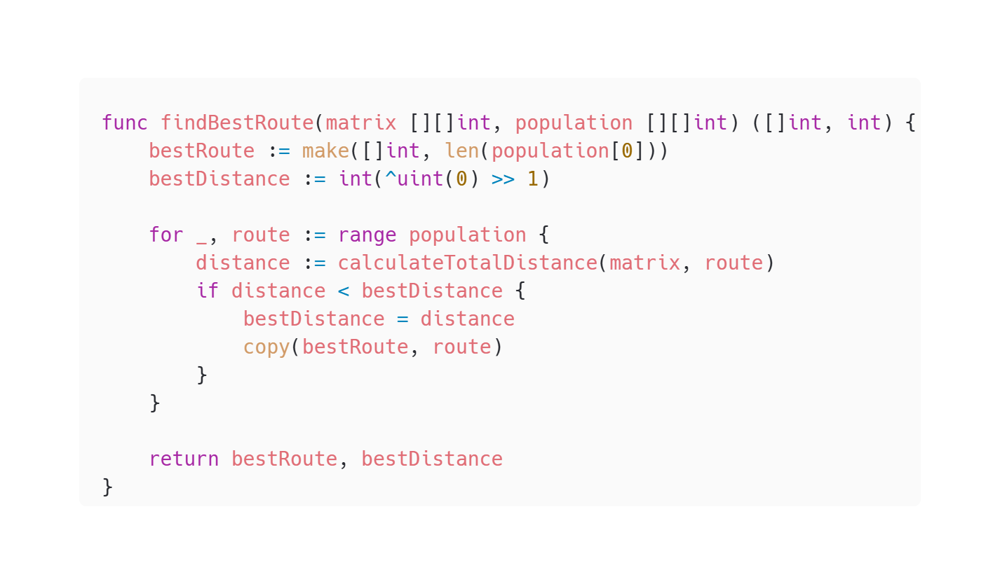 func findBestRoute(matrix [][]int, population [][]int) ([]int, int) {
    bestRoute := make([]int, len(population[0]))
    bestDistance := int(^uint(0) >> 1)

    for _, route := range population {
        distance := calculateTotalDistance(matrix, route)
        if distance < bestDistance {
            bestDistance = distance
            copy(bestRoute, route)
        }
    }

    return bestRoute, bestDistance
}